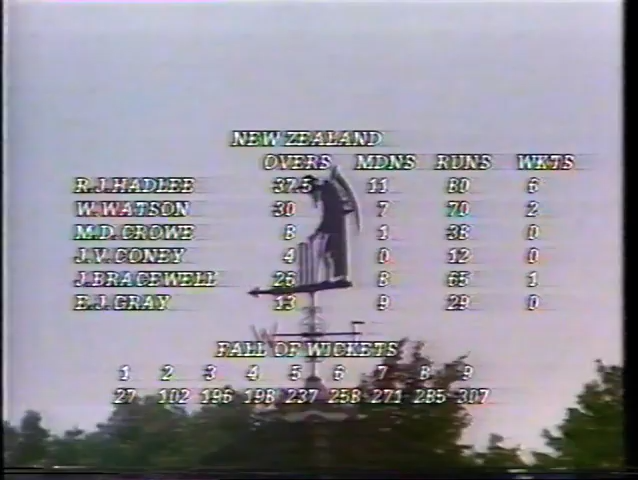 NEW ZEALAND
OVERS MDNS RUNS WKTS
R.J.HADLEE 37.5 11 80 6
W.WATSON 30 7 70 2
M.D.CROWE 8 1 38 0
J.V.CONEY 4 0 12 0
J.BRACEWELL 26 8 65 1
E.J.GRAY 13 9 29 0
W
FALL OF WICKETS
1 2 3 4 5 6 7 8 9
27 102 196 198 237 258 271 285 307